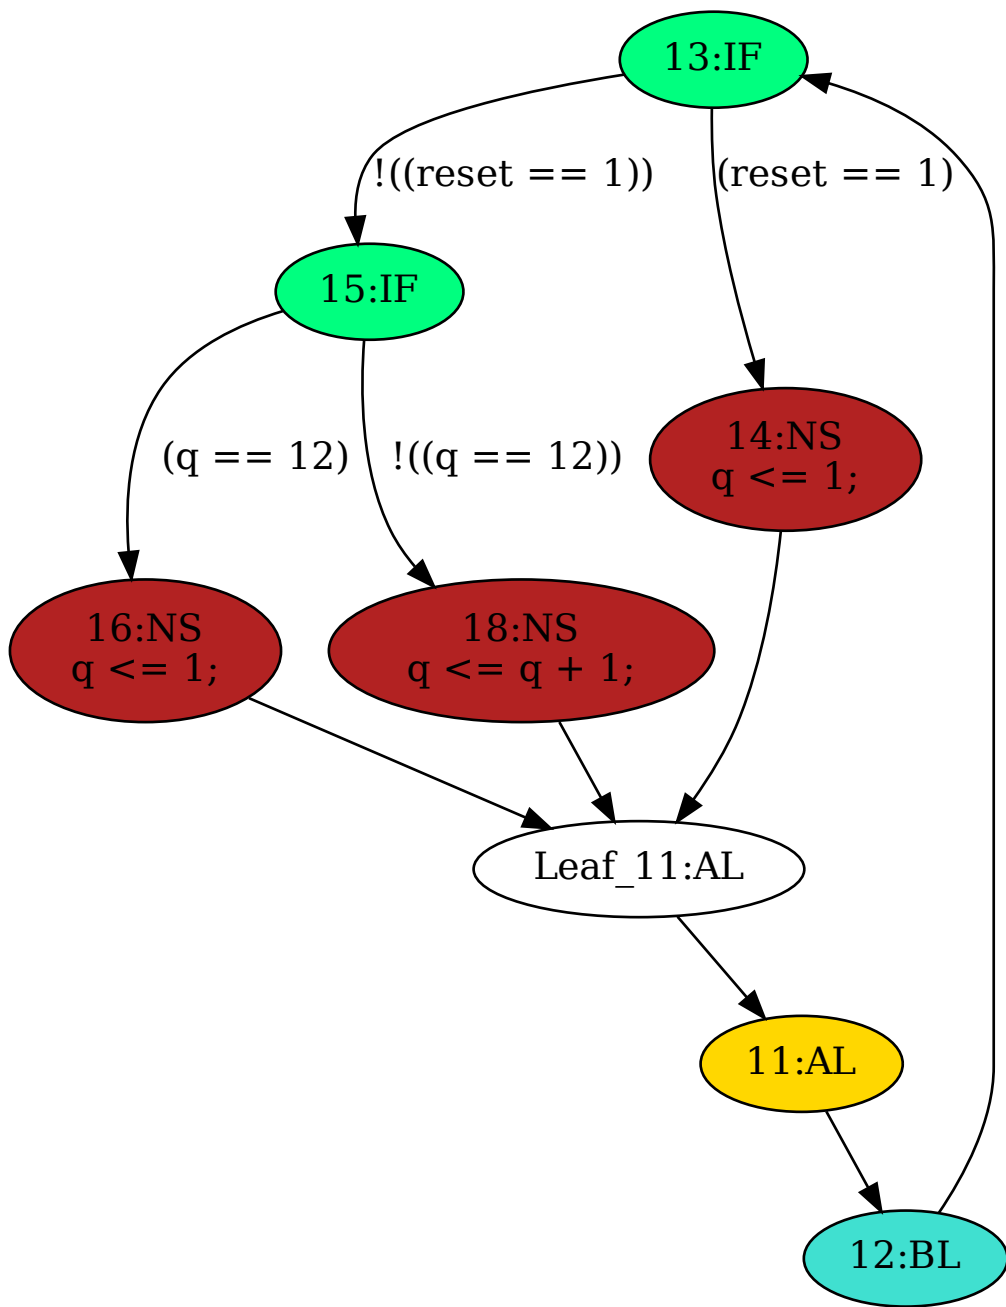 13:IF
!((reset == 1))
(reset == 1)
15:IF
14:NS
q <= 1;
(q == 12)
!((q == 12))
16:NS
q <= 1;
18:NS
q <= q + 1;
Leaf_11:AL
11:AL
12:BL